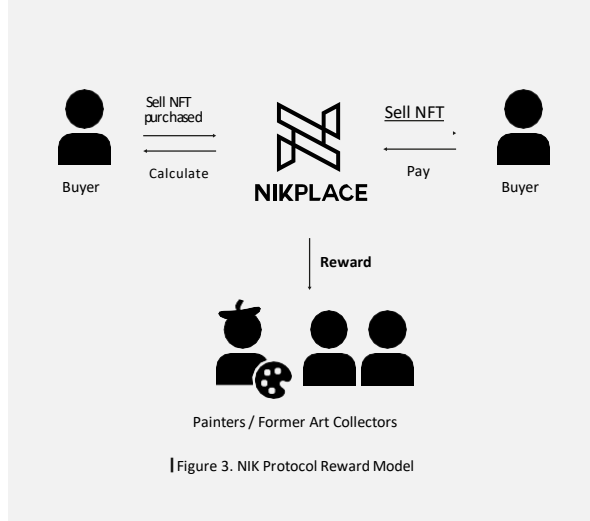 Sell NFT
purchased
Calculate
Buyer
NIKPLACE
Sell NFT
Pay
Buyer
Reward
Painters / Former Art Collectors
Figure 3. NIK Protocol Reward Model